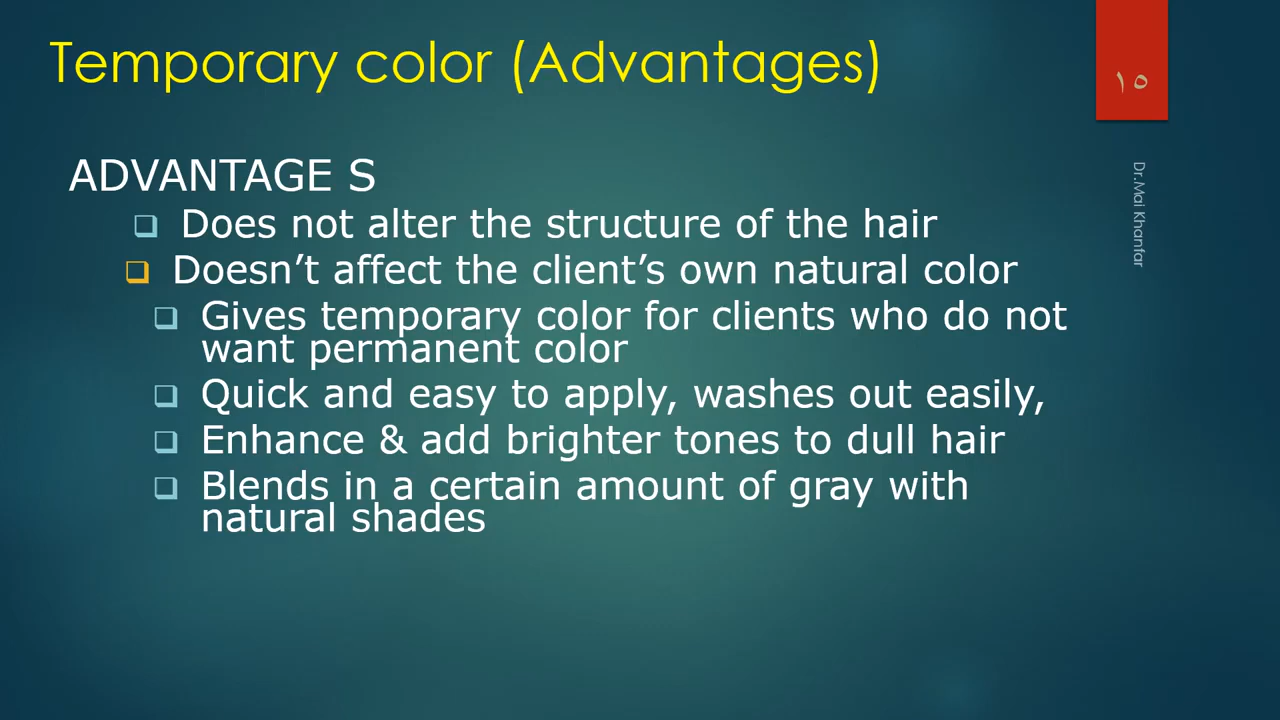 Temporary color (Advantages)
١٥
Dr.Mai Khanfar
ADVANTAGE S
❑ Does not alter the structure of the hair
❑ Doesn’t affect the client’s own natural color
❑ Gives temporary color for clients who do not
want permanent color
❑ Quick and easy to apply, washes out easily,
❑ Enhance & add brighter tones to dull hair
❑ Blends in a certain amount of gray with
natural shades